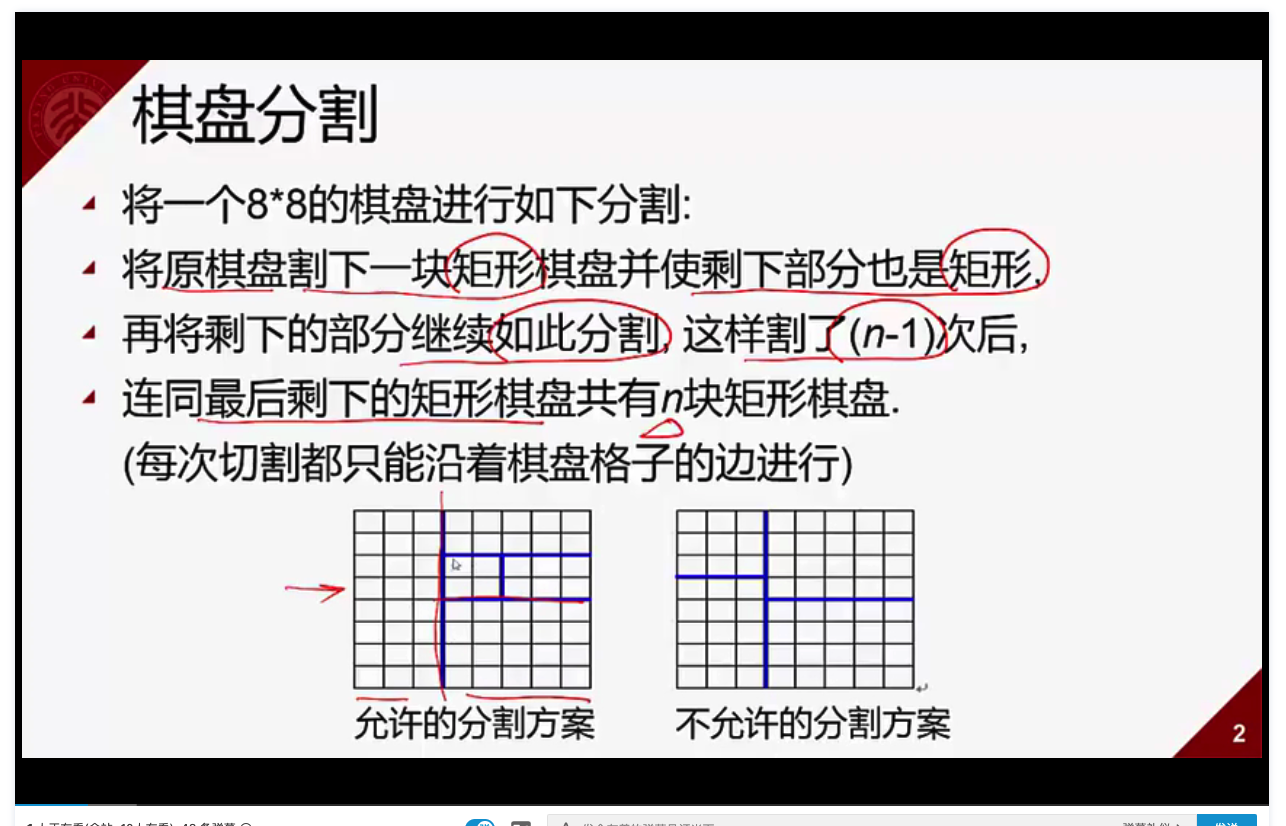 棋盘分割
将一个8*8的棋盘进行如下分割:
将原棋盘割下一块矩形棋盘并使剩下部分也是矩形,
再将剩下的部分继续如此分割, 这样割了(n-1)次后,
连同最后剩下的矩形棋盘共有n块矩形棋盘.
(每次切割都只能沿着棋盘格子的边进行)
允许的分割方案
不允许的分割方案
2